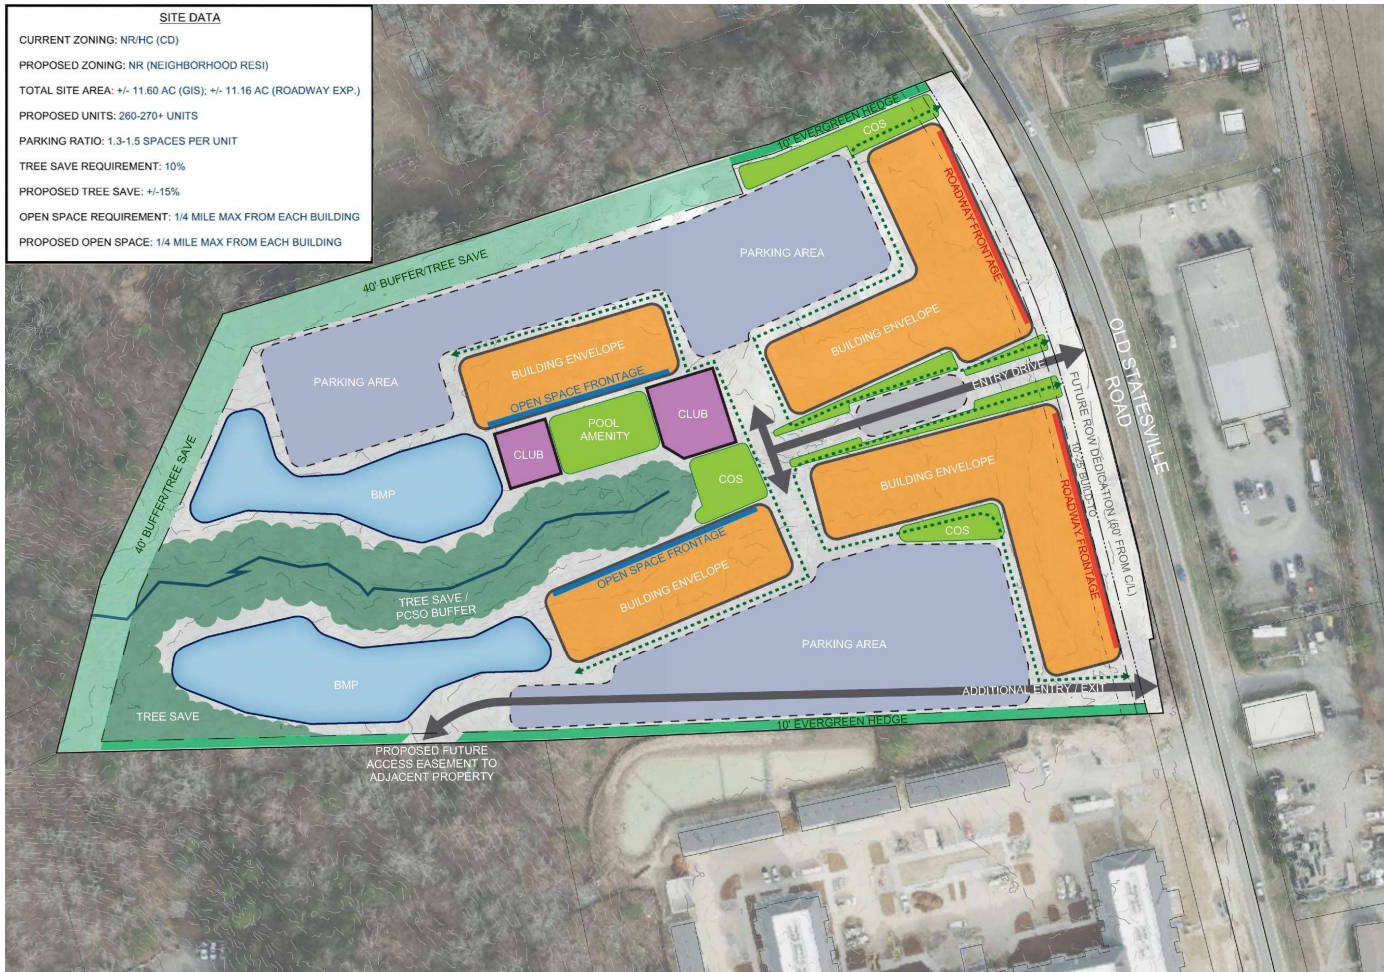 SITE DATA
CURRENT ZONING: NR/HC (CD)
PROPOSED ZONING: NR (NEIGHBORHOOD RESI)
TOTAL SITE AREA: +/- 11.60 AC (GIS); +/- 11.16 AC (ROADWAY EXP.)
PROPOSED UNITS: 260-270+ UNITS
PARKING RATIO: 1.3-1.5 SPACES PER UNIT
TREE SAVE REQUIREMENT: 10%
PROPOSED TREE SAVE: +/-15%
OPEN SPACE REQUIREMENT: 1/4 MILE MAX FROM EACH BUILDING
PROPOSED OPEN SPACE: 1/4 MILE MAX FROM EACH BUILDING
10' EVERGREEN HEDGE
COS
ROADWAY FRONTAGE
PARKING AREA
40' BUFFER/TREE SAVE
BUILDING ENVELOPE
BUILDING ENVELOPE
PARKING AREA
OPEN SPACE FRONTAGE
ENTRY DRIVE
OLD STATESVILLE
ROAD
CLUB
POOL
AMENITY
CLUB
FUTURE ROW DEDICATION (60' FROM C/L)
10'-25' BUILD-TO
BUILDING ENVELOPE
COS
BMP
40' BUFFER/TREE SAVE
ROADWAY FRONTAGE
COS
OPEN SPACE FRONTAGE
BUILDING ENVELOPE
TREE SAVE /
PCSO BUFFER
PARKING AREA
BMP
ADDITIONAL ENTRY / EXIT
TREE SAVE
10' EVERGREEN HEDGE
PROPOSED FUTURE
ACCESS EASEMENT TO
ADJACENT PROPERTY